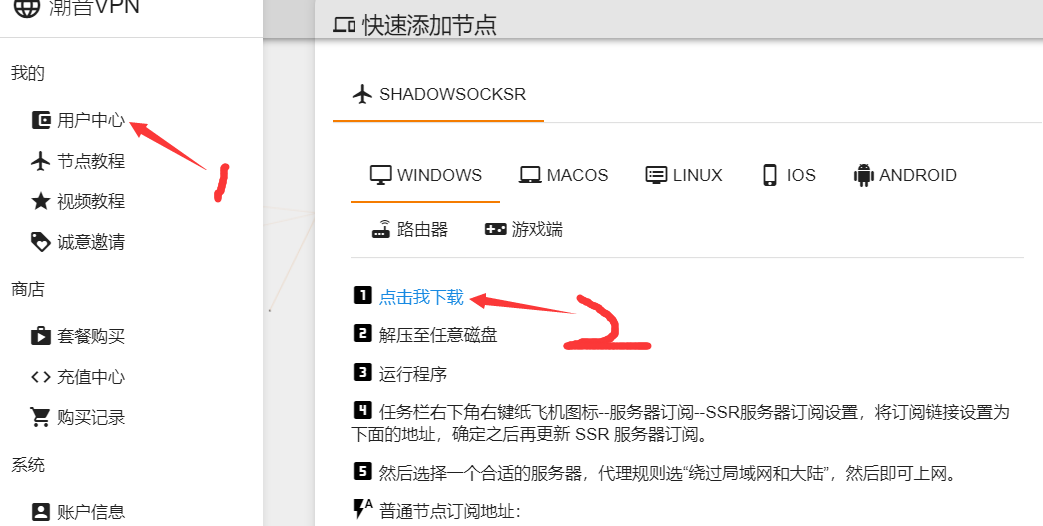 潮音VPN
我的
用户中心
节点教程
视频教程
诚意邀请
商店
套餐购买
充值中心
购买记录
系统
账户信息
1
快速添加节点
SHADOWSOCKSR
WINDOWS MACOS LINUX IOS ANDROID
路由器 游戏端
1 点击我下载
2
2 解压至任意磁盘
3 运行程序
4 任务栏右下角右键纸飞机图标--服务器订阅--SSR服务器订阅设置，将订阅链接设置为
下面的地址，确定之后再更新 SSR 服务器订阅。
5 然后选择一个合适的服务器，代理规则选“绕过局域网和大陆”，然后即可上网。
普通节点订阅地址：